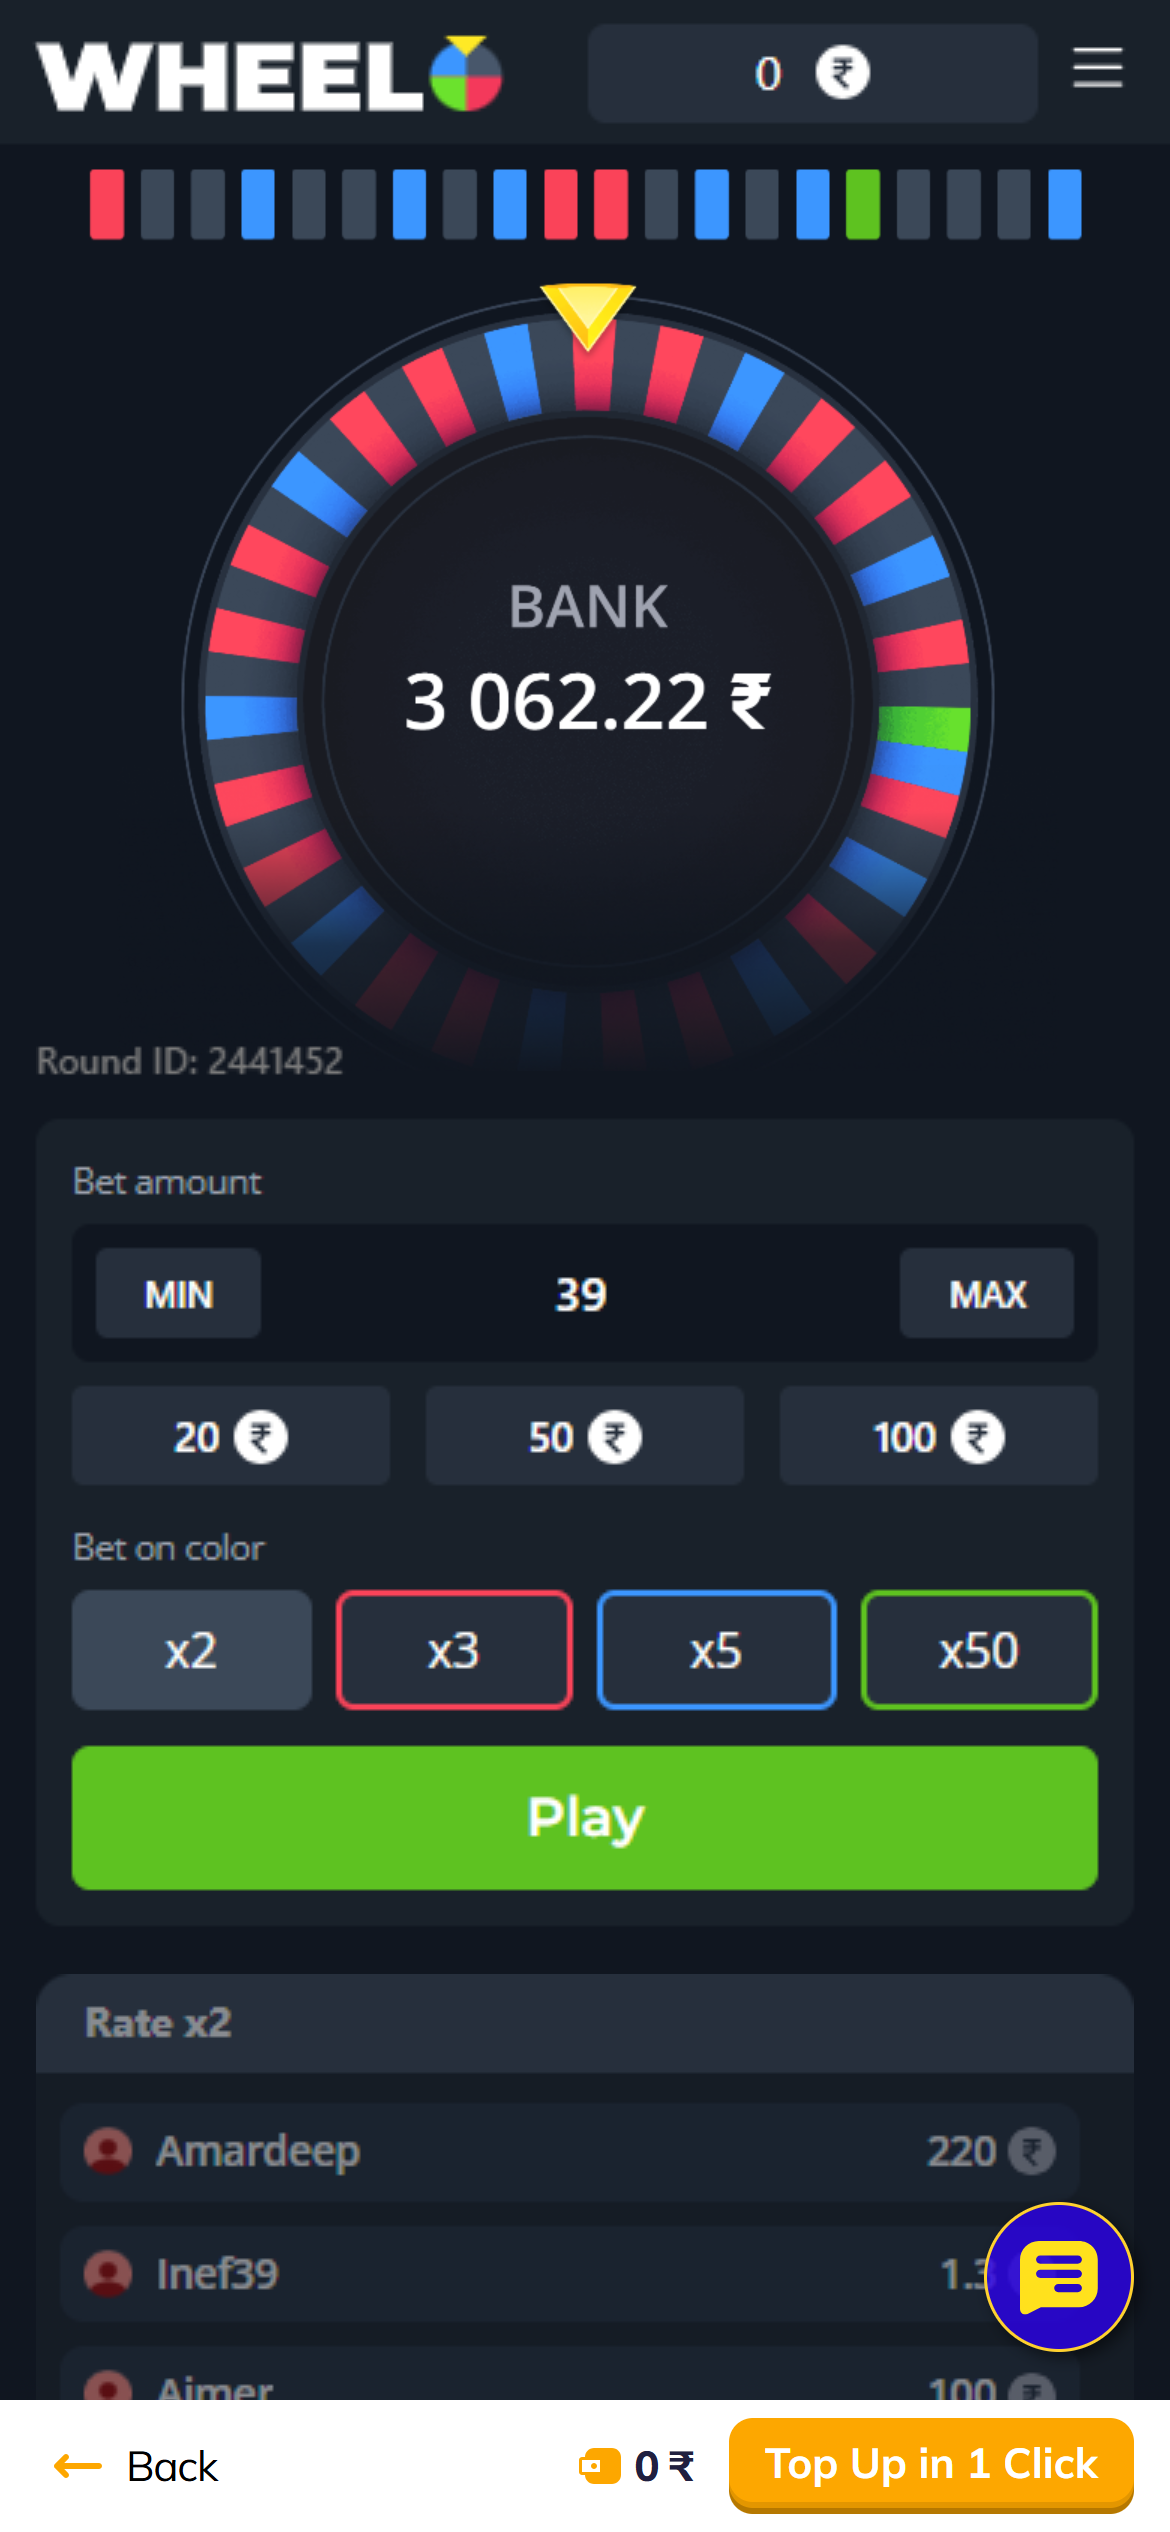 WHEEL
0 ₹
BANK
3 062.22 ₹
Round ID: 2441452
Bet amount
MIN 39 MAX
20 ₹ 50 ₹ 100 ₹
Bet on color
x2 x3 x5 x50
Play
Rate x2
Amardeep 220 ₹
Inef39 1.3
Aimer 100 ₹
← Back 0 ₹ Top Up in 1 Click